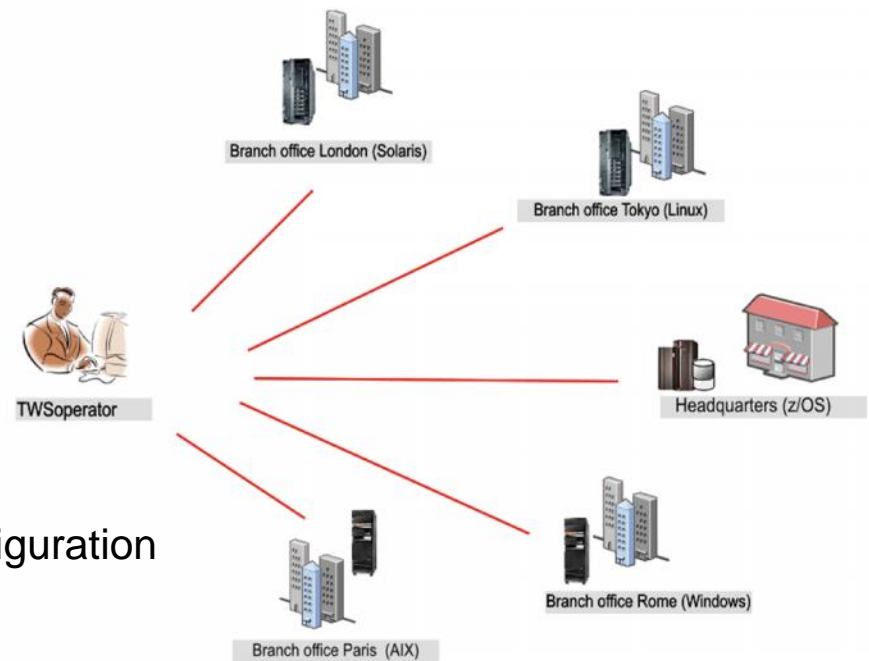 Branch office London (Solaris)
Branch office Tokyo (Linux)
TWSoperator
Headquarters (z/OS)
iguration
Branch office Rome (Windows)
Branch office Paris (AIX)